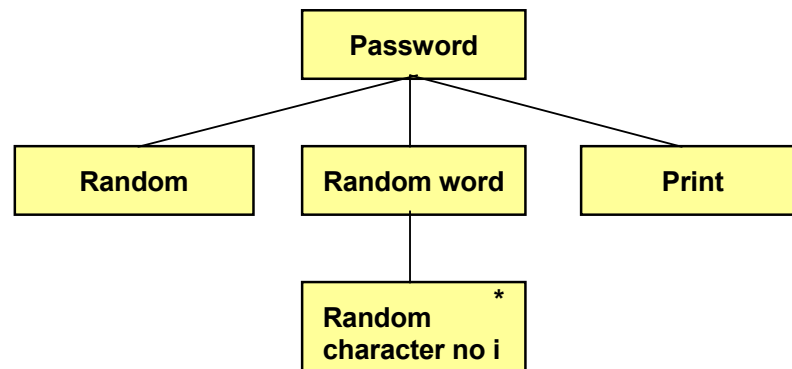 Password
Random
Random word
Print
*
Random
character no i